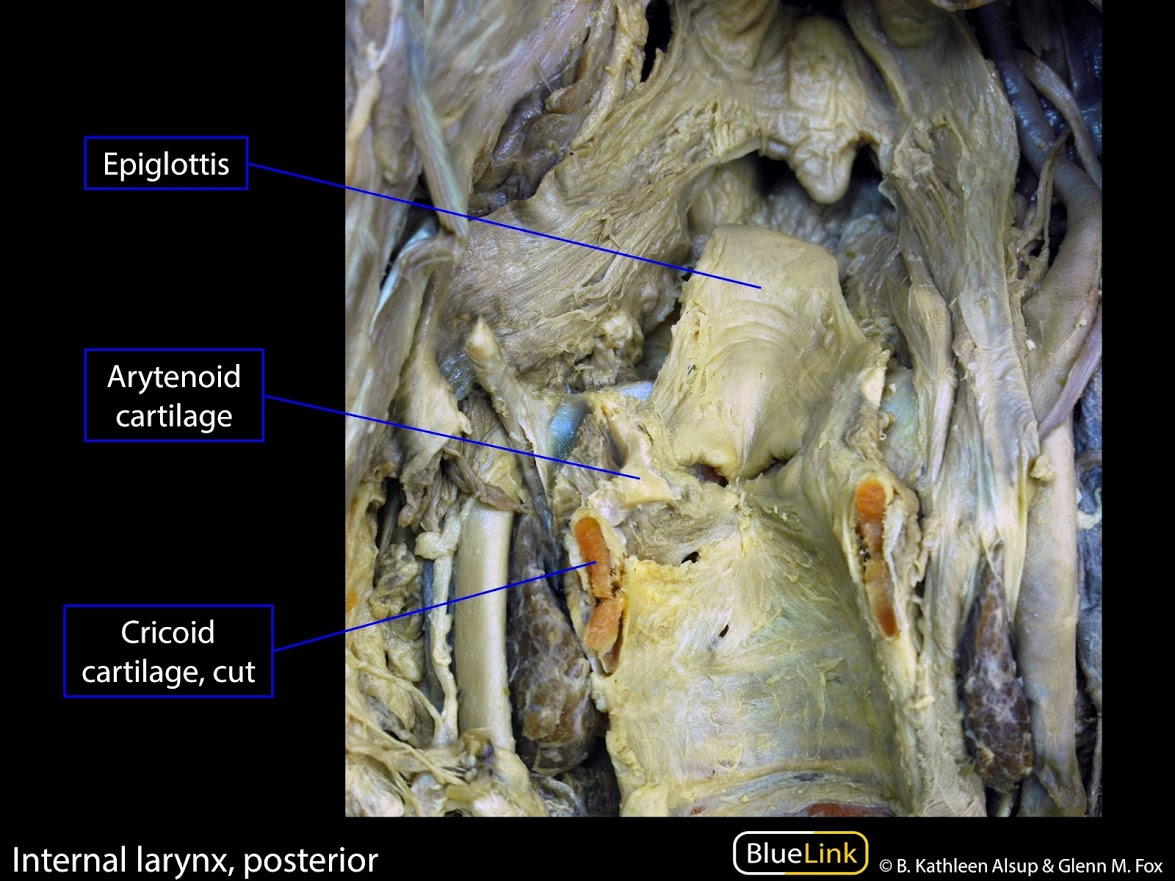 Epiglottis
Arytenoid
cartilage
Cricoid
cartilage, cut
Internal larynx, posterior
BlueLink
© B. Kathleen Alsup & Glenn M. Fox